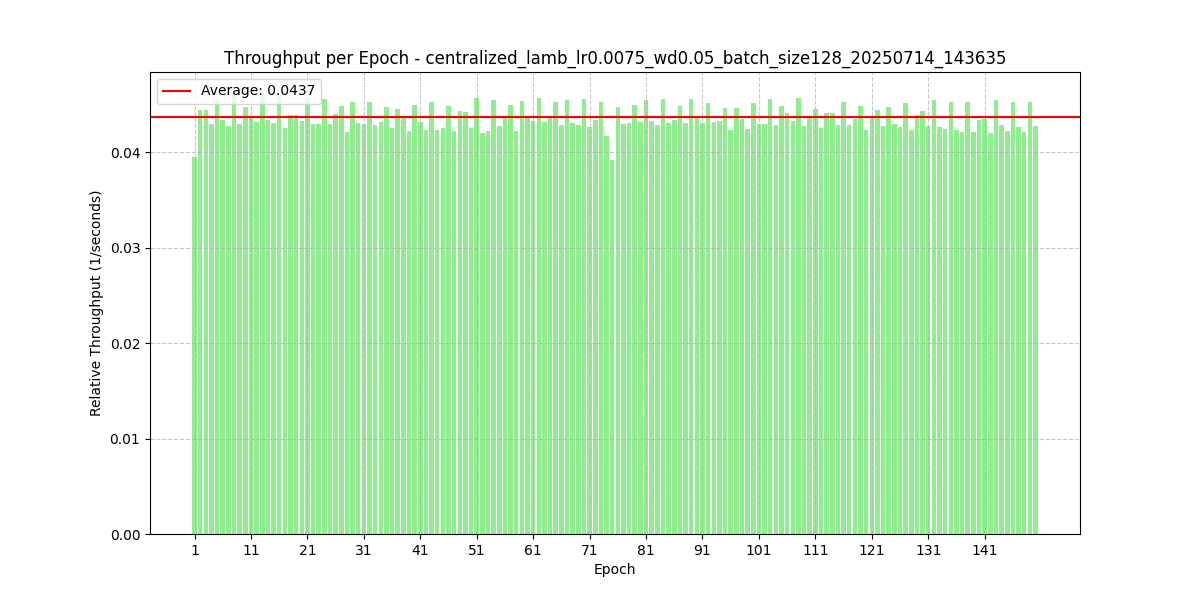 Throughput per Epoch - centralized_lamb_lr0.0075_wd0.05_batch_size128_20250714_143635
Average: 0.0437
Relative Throughput (1/seconds)
0.04
0.03
0.02
0.01
0.00
1 11 21 31 41 51 61 71 81 91 101 111 121 131 141
Epoch